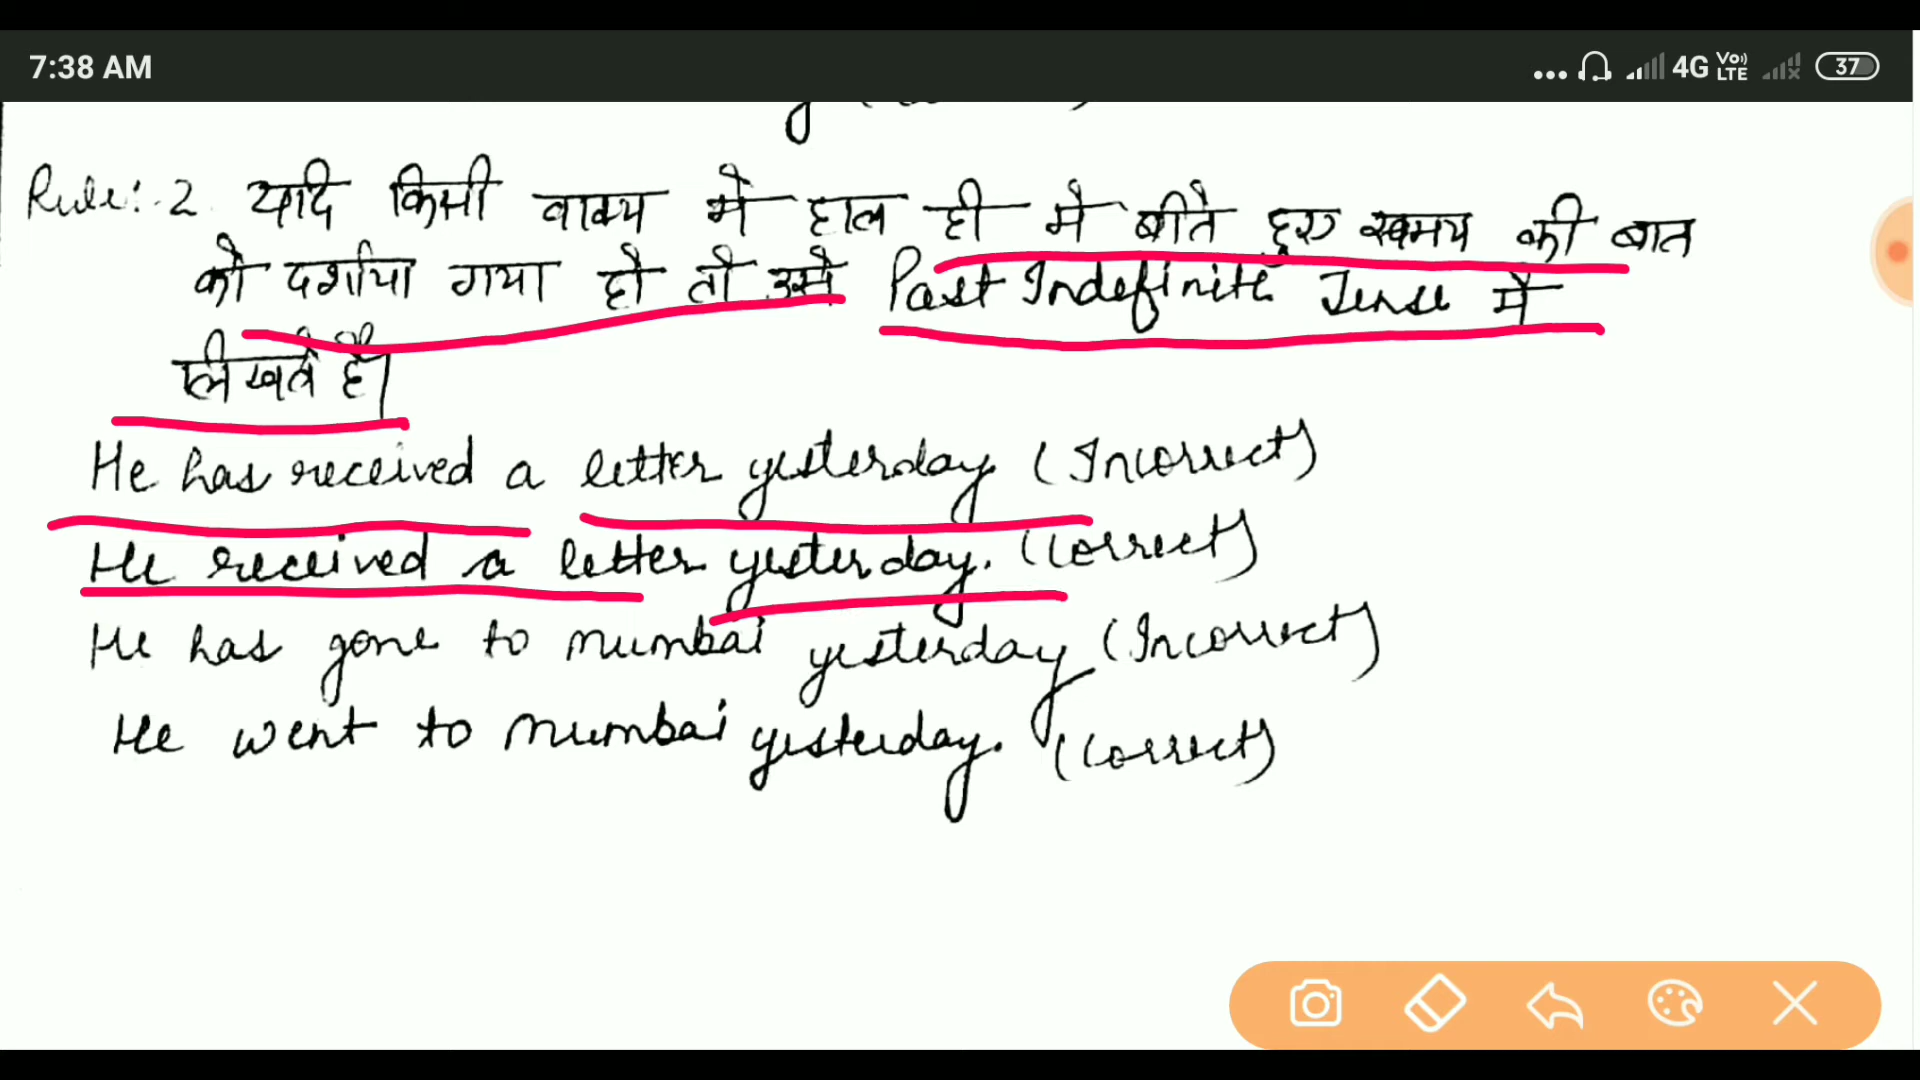 7:38 AM
4G Vo) LTE 37
Rule:-2 यदि किसी वाक्य मे हाल ही मे बीते हुए समय की बात
को दर्शाया गया हो तो उसे Past Indefinite Tense में
लिखते हैं।
He has received a letter yesterday (Incorrect)
He received a letter yesterday. (Correct)
He has gone to mumbai yesterday (Incorrect)
He went to mumbai yesterday. (Correct)